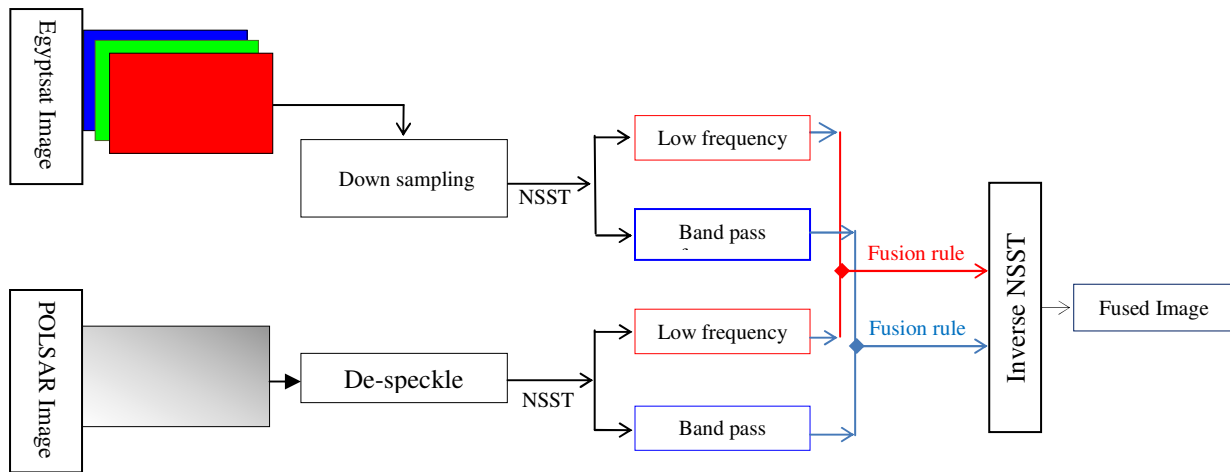 Egyptsat Image
Down sampling
NSST
Low frequency
Band pass
Fusion rule
Inverse NSST
Fused Image
POLSAR Image
De-speckle
NSST
Low frequency
Band pass
Fusion rule